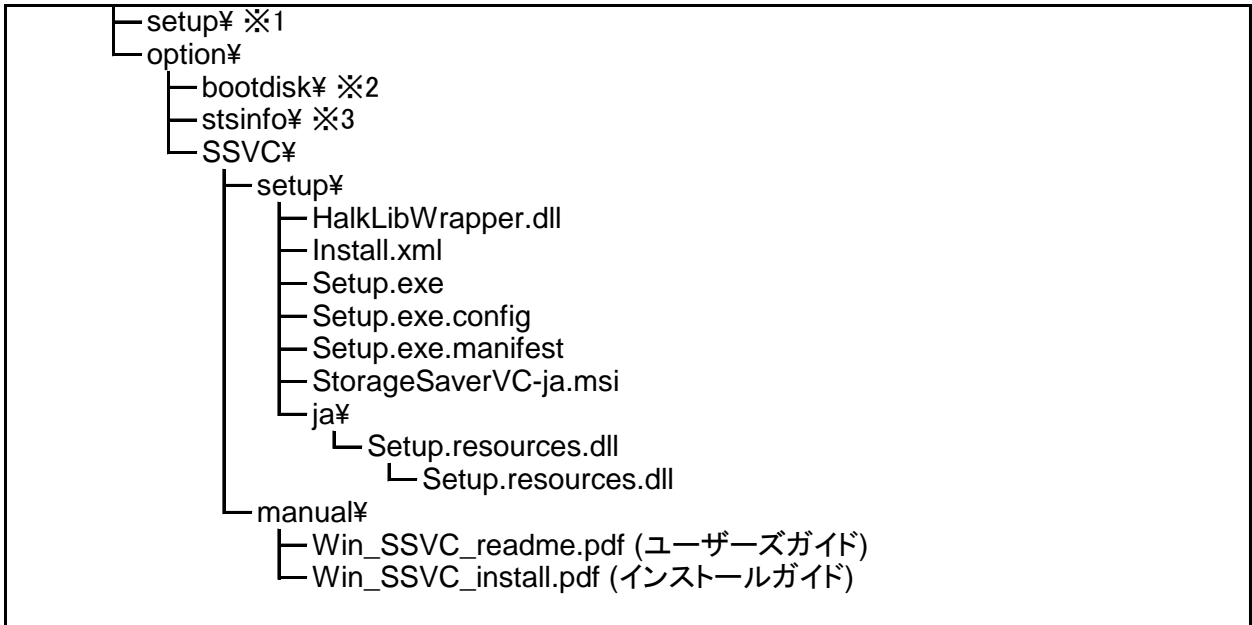 setup¥ ※1
option¥
bootdisk¥ ※2
stsinfo¥ ※3
SSVC¥
setup¥
HalkLibWrapper.dll
Install.xml
Setup.exe
Setup.exe.config
Setup.exe.manifest
StorageSaverVC-ja.msi
ja¥
Setup.resources.dll
Setup.resources.dll
manual¥
Win_SSVC_readme.pdf (ユーザーズガイド)
Win_SSVC_install.pdf (インストールガイド)